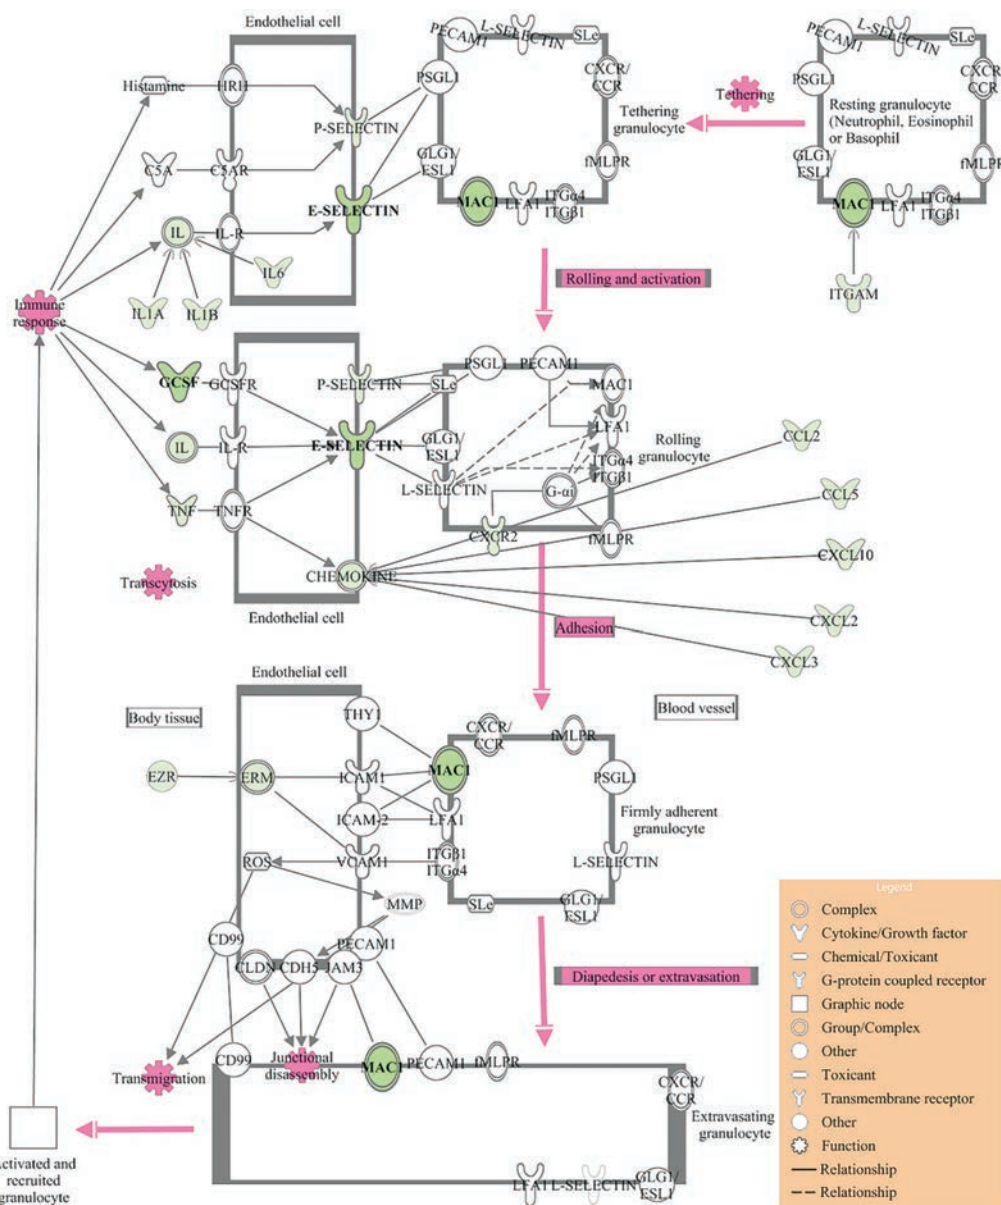 Endothelial cell
PECAM1
L-SELECTIN
SLe
CXCR/
CCR
PSGL1
Histamine
HRH
P-SELECTIN
Tethering
granulocyte
Tethering
PECAM1
L-SELECTIN
SLe
CXCR/
CCR
PSGL1
Resting granulocyte
(Neutrophil, Eosinophil
or Basophil
C5A
C5AR
GLG1/
ESL1
fMLPR
GLG1/
ESL1
fMLPR
E-SELECTIN
MAC1
LFA1
ITGα4
ITGβ1
MAC1
LFA1
ITGα4
ITGβ1
IL
IL-R
IL6
IL1A
IL1B
Rolling and activation
ITGAM
Immune
response
GCSF
GCSFR
P-SELECTIN
SLe
PSGL1
PECAM1
MAC1
LFA1
IL
IL-R
E-SELECTIN
GLG1/
ESL1
Rolling
granulocyte
CCL2
L-SELECTIN
G-αi
ITGα4
ITGβ1
CCL5
TNF
TNFR
CXCR2
fMLPR
CXCL10
Transcytosis
CHEMOKINE
Endothelial cell
Adhesion
CXCL2
CXCL3
Endothelial cell
Body tissue
Blood vessel
THY1
CXCR/
CCR
fMLPR
EZR
ERM
ICAM1
MAC1
PSGL1
ICAM-2
LFA1
Firmly adherent
granulocyte
ROS
VCAM1
ITGβ1
ITGα4
L-SELECTIN
MMP
SLe
GLG1/
ESL1
CD99
PECAM1
CLDN
CDH5
JAM3
Diapedesis or extravasation
Transmigration
CD99
Junctional
disassembly
MAC1
PECAM1
fMLPR
CXCR/
CCR
Extravasating
granulocyte
Activated and
recruited
granulocyte
LFA1
L-SELECTIN
GLG1/
ESL1
Legend
Complex
Cytokine/Growth factor
Chemical/Toxicant
G-protein coupled receptor
Graphic node
Group/Complex
Other
Toxicant
Transmembrane receptor
Other
Function
Relationship
Relationship